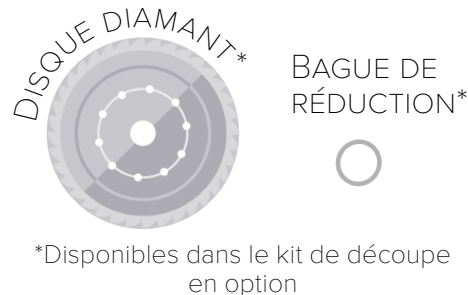 DISQUE DIAMANT*
BAGUE DE
RÉDUCTION*
*Disponibles dans le kit de découpe
en option